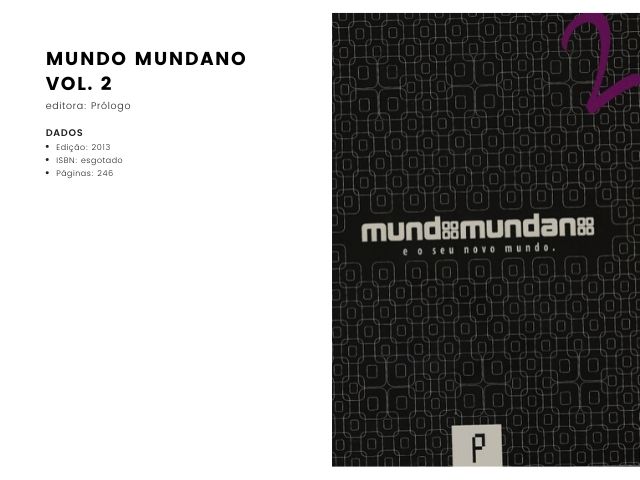 MUNDO MUNDANO
VOL. 2
editora: Prólogo
DADOS
Edição: 2013
ISBN: esgotado
Páginas: 246
2
mundomundano
e o seu novo mundo.
P